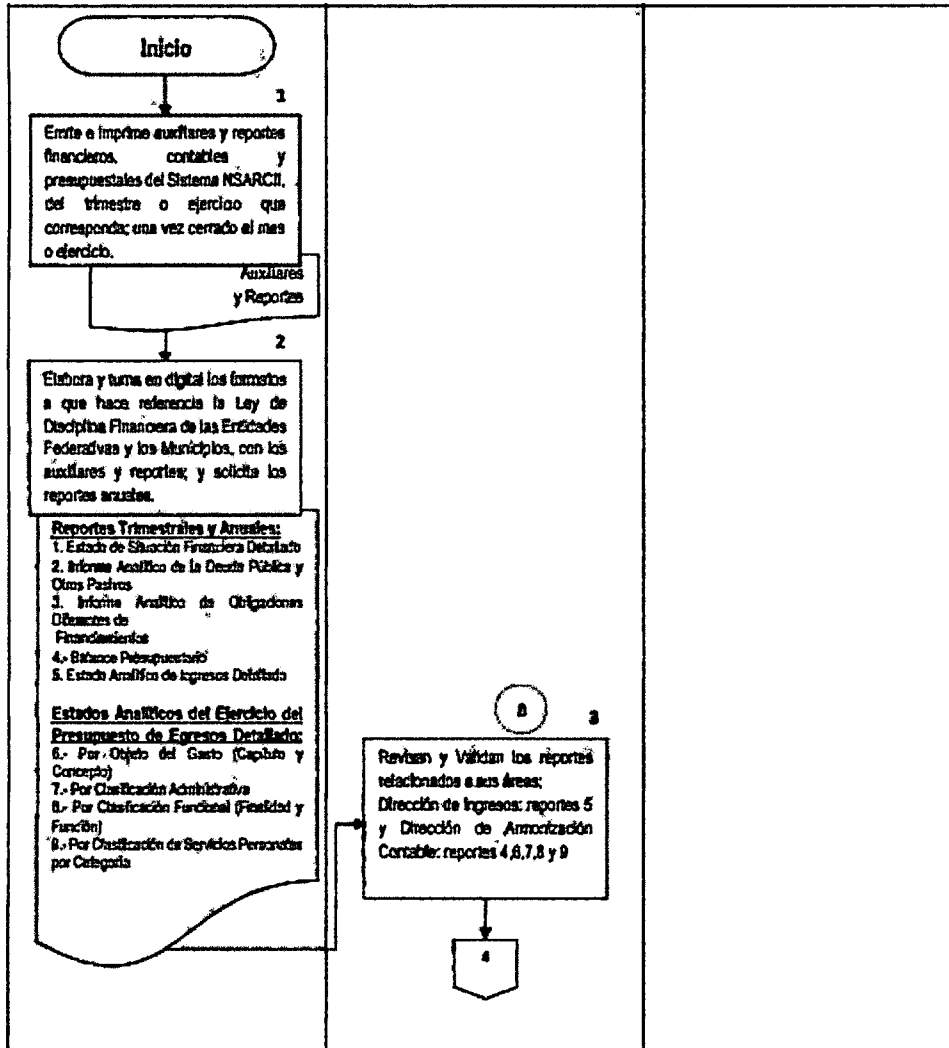 Inicio
1
Emite e imprime auxiliares y reportes
financieros, contables y
presupuestales del Sistema NSARCII,
del trimestre o ejercicio que
corresponda; una vez cerrado el mes
o ejercicio.
Auxiliares
y Reportes
2
Elabora y turna en digital los formatos
a que hace referencia la Ley de
Disciplina Financiera de las Entidades
Federativas y los Municipios, con los
auxiliares y reportes; y solicita los
reportes anuales.
Reportes Trimestrales y Anuales:
1. Estado de Situación Financiera Detallado
2. Informe Analítico de la Deuda Pública y
Otros Pasivos
3. Informe Analítico de Obligaciones
Diferentes de
Financiamientos
4.- Balance Presupuestario
5. Estado Analítico de Ingresos Detallado
Estados Analíticos del Ejercicio del
Presupuesto de Egresos Detallado:
6.- Por Objeto del Gasto (Capítulo y
Concepto)
7.- Por Clasificación Administrativa
8.- Por Clasificación Funcional (Finalidad y
Función)
9.- Por Clasificación de Servicios Personales
por Categoría
3
Revisan y Validan los reportes
relacionados a sus áreas;
Dirección de Ingresos: reportes 5
y Dirección de Armonización
Contable: reportes 4,6,7,8 y 9
4